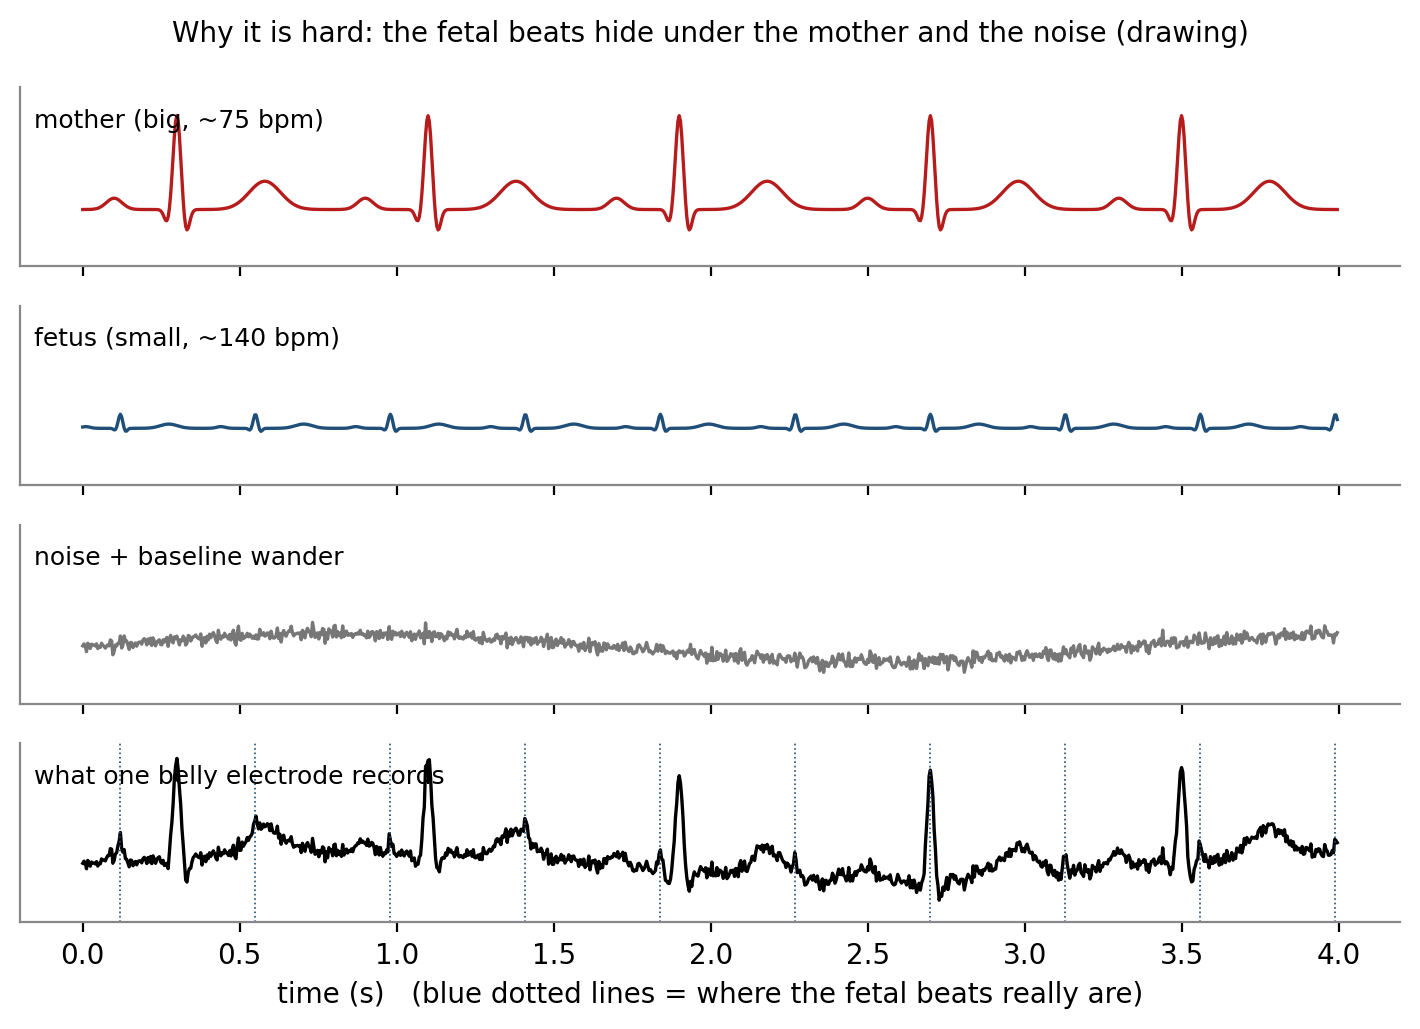 Why it is hard: the fetal beats hide under the mother and the noise (drawing)
mother (big, ~75 bpm)
fetus (small, ~140 bpm)
noise + baseline wander
what one belly electrode records
0.0 0.5 1.0 1.5 2.0 2.5 3.0 3.5 4.0
time (s) (blue dotted lines = where the fetal beats really are)